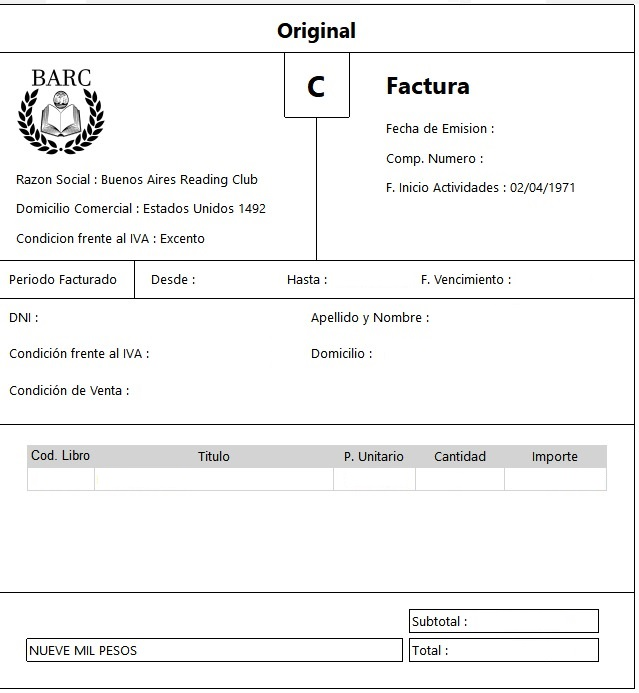 Original
BARC
C
Factura
Fecha de Emision :
Comp. Numero :
F. Inicio Actividades : 02/04/1971
Razon Social : Buenos Aires Reading Club
Domicilio Comercial : Estados Unidos 1492
Condicion frente al IVA : Excento
Periodo Facturado Desde : Hasta : F. Vencimiento :
DNI : Apellido y Nombre :
Condición frente al IVA : Domicilio :
Condición de Venta :
Cod. Libro Titulo P. Unitario Cantidad Importe
Subtotal :
NUEVE MIL PESOS Total :